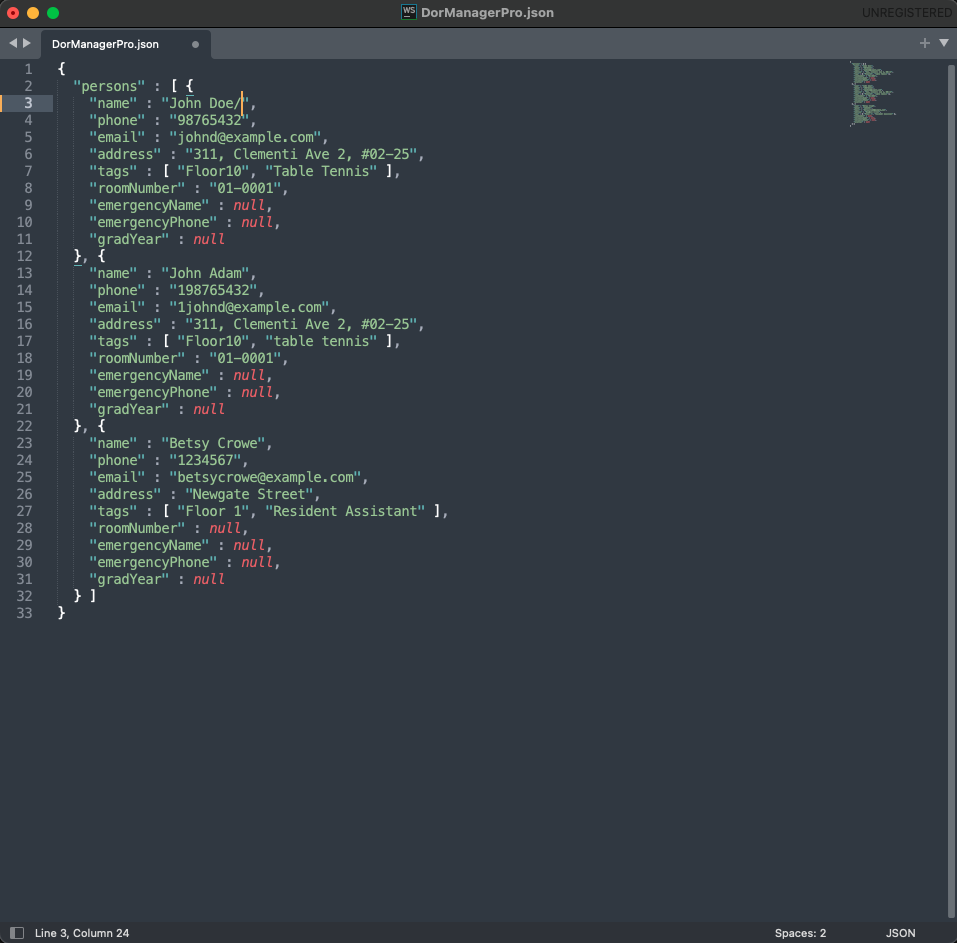 WS DorManagerPro.json UNREGISTERED
DorManagerPro.json
1 {
2 "persons" : [ {
3 "name" : "John Doe/",
4 "phone" : "98765432",
5 "email" : "johnd@example.com",
6 "address" : "311, Clementi Ave 2, #02-25",
7 "tags" : [ "Floor10", "Table Tennis" ],
8 "roomNumber" : "01-0001",
9 "emergencyName" : null,
10 "emergencyPhone" : null,
11 "gradYear" : null
12 }, {
13 "name" : "John Adam",
14 "phone" : "198765432",
15 "email" : "1johnd@example.com",
16 "address" : "311, Clementi Ave 2, #02-25",
17 "tags" : [ "Floor10", "table tennis" ],
18 "roomNumber" : "01-0001",
19 "emergencyName" : null,
20 "emergencyPhone" : null,
21 "gradYear" : null
22 }, {
23 "name" : "Betsy Crowe",
24 "phone" : "1234567",
25 "email" : "betsycrowe@example.com",
26 "address" : "Newgate Street",
27 "tags" : [ "Floor 1", "Resident Assistant" ],
28 "roomNumber" : null,
29 "emergencyName" : null,
30 "emergencyPhone" : null,
31 "gradYear" : null
32 } ]
33 }
Line 3, Column 24 Spaces: 2 JSON